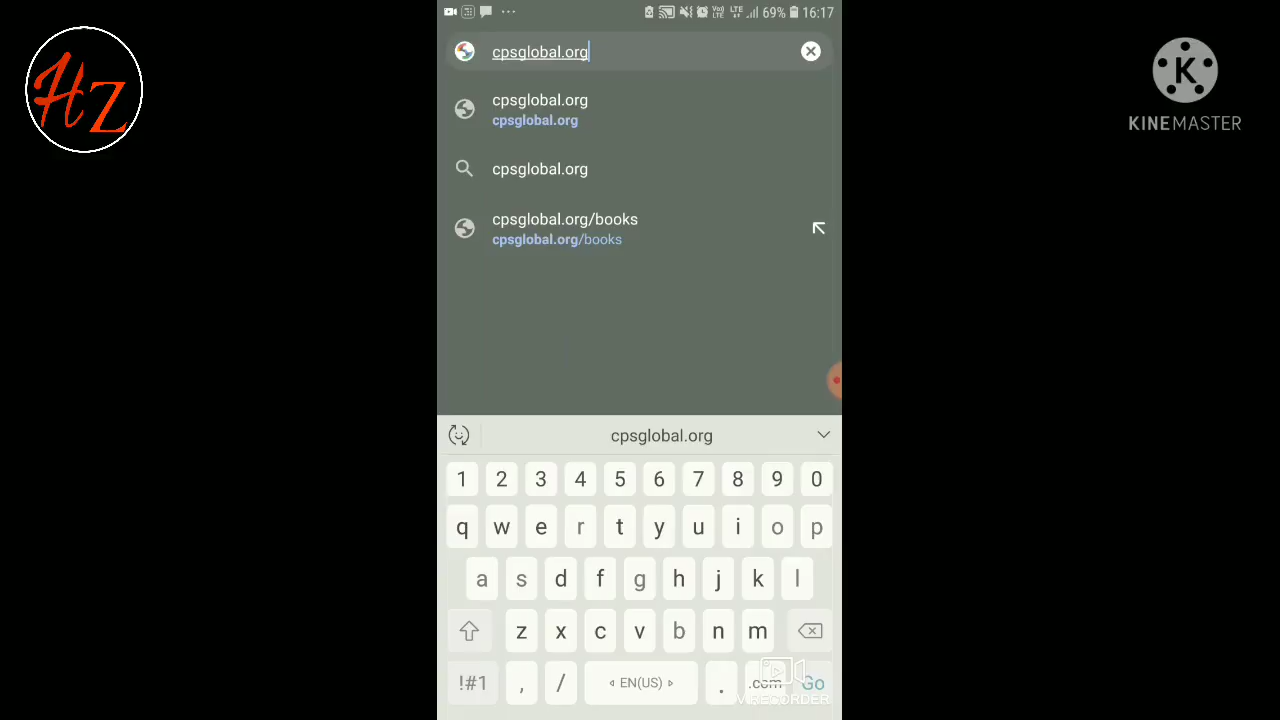 HZ
69% 16:17
cpsglobal.org
cpsglobal.org
cpsglobal.org
cpsglobal.org
cpsglobal.org/books
cpsglobal.org/books
K
KINEMASTER
cpsglobal.org
1 2 3 4 5 6 7 8 9 0
q w e r t y u i o p
a s d f g h j k l
z x c v b n m
!#1 , / EN(US) . .com Go